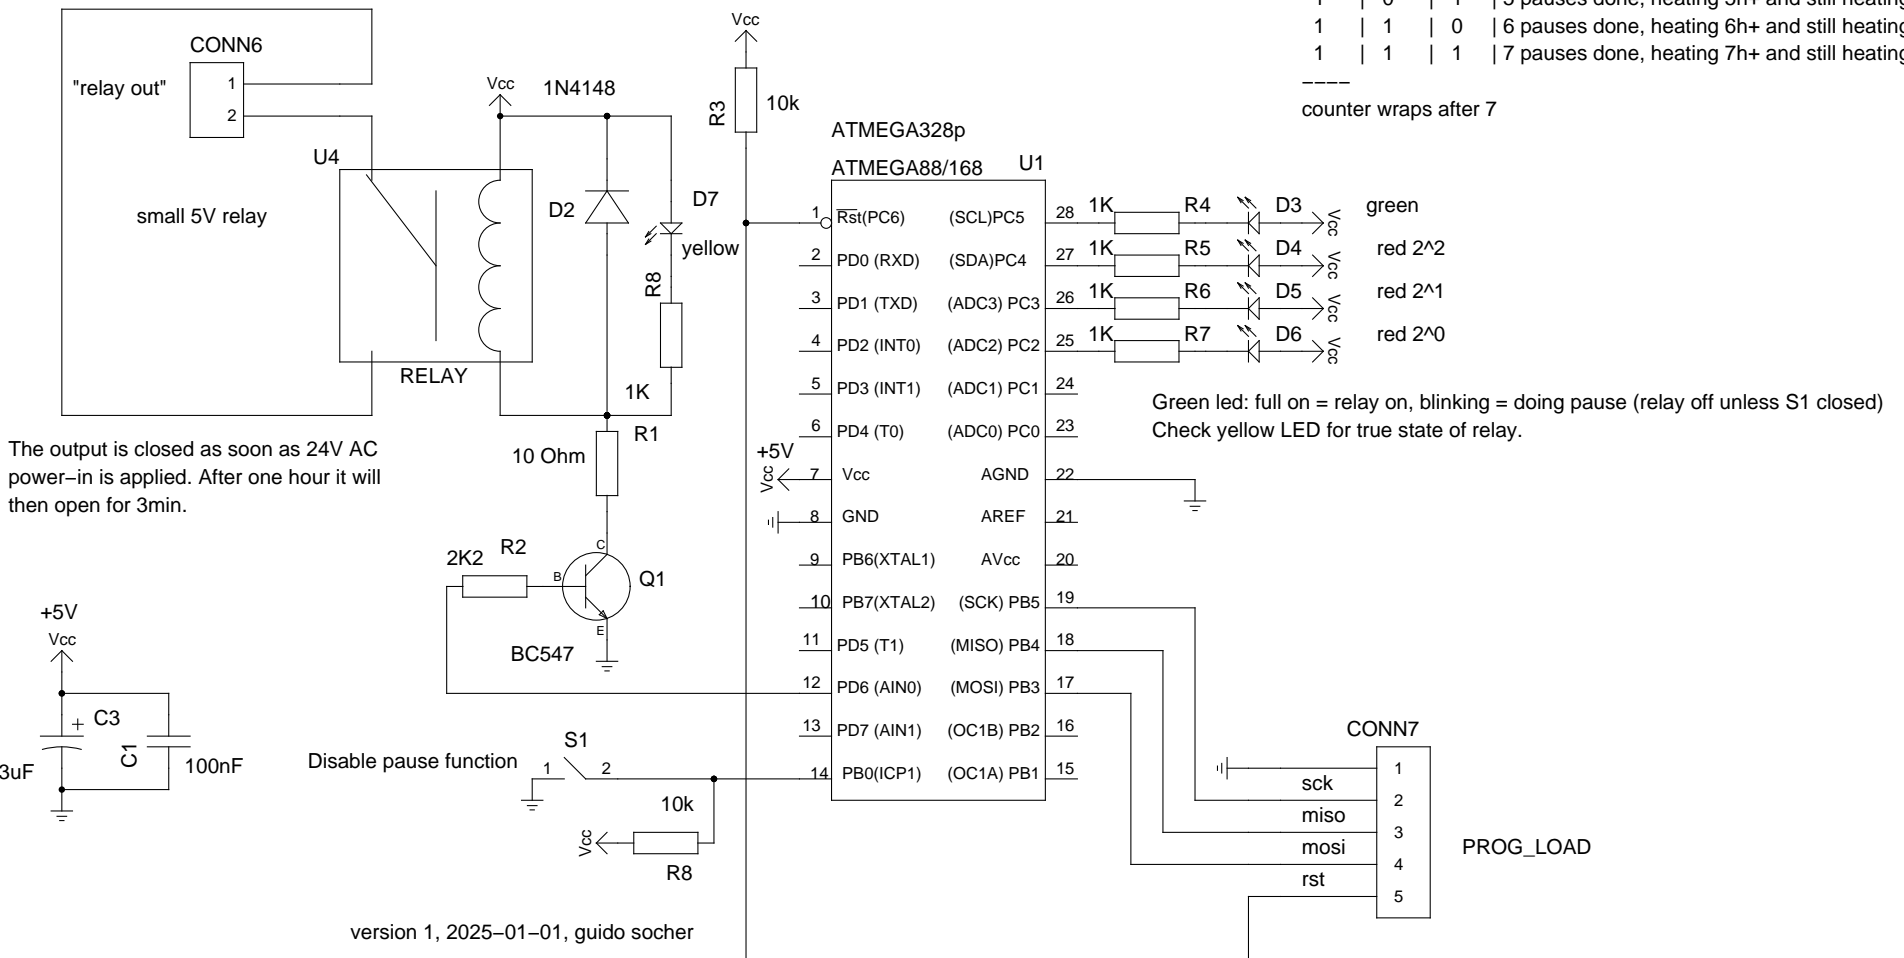 1 | 0 | 1 | 5 pauses done, heating 5h+ and still heating
1 | 1 | 0 | 6 pauses done, heating 6h+ and still heating
1 | 1 | 1 | 7 pauses done, heating 7h+ and still heating
----
counter wraps after 7
CONN6
"relay out"
1
2
U4
small 5V relay
RELAY
Vcc
1N4148
D2
D7
yellow
R8
1K
R1
10 Ohm
The output is closed as soon as 24V AC
power-in is applied. After one hour it will
then open for 3min.
2K2
R2
B
C
E
Q1
BC547
+5V
Vcc
C3
+
3uF
C1
100nF
Vcc
R3
10k
ATMEGA328p
ATMEGA88/168
U1
1 Rst(PC6)
2 PD0 (RXD)
3 PD1 (TXD)
4 PD2 (INT0)
5 PD3 (INT1)
6 PD4 (T0)
+5V
Vcc
7 Vcc
8 GND
9 PB6(XTAL1)
10 PB7(XTAL2)
11 PD5 (T1)
12 PD6 (AIN0)
13 PD7 (AIN1)
14 PB0(ICP1)
(SCL)PC5 28
(SDA)PC4 27
(ADC3) PC3 26
(ADC2) PC2 25
(ADC1) PC1 24
(ADC0) PC0 23
AGND 22
AREF 21
AVcc 20
(SCK) PB5 19
(MISO) PB4 18
(MOSI) PB3 17
(OC1B) PB2 16
(OC1A) PB1 15
1K R4 D3 Vcc green
1K R5 D4 Vcc red 2^2
1K R6 D5 Vcc red 2^1
1K R7 D6 Vcc red 2^0
Green led: full on = relay on, blinking = doing pause (relay off unless S1 closed)
Check yellow LED for true state of relay.
Disable pause function
S1
1
2
10k
Vcc
R8
CONN7
1
sck
2
miso
3
mosi
4
rst
5
PROG_LOAD
version 1, 2025-01-01, guido socher